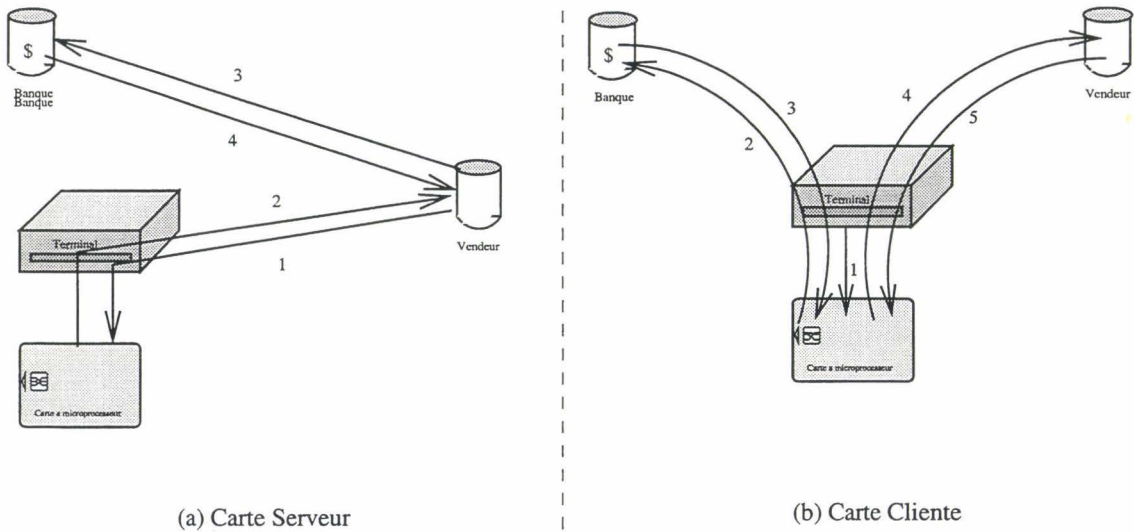 $
Banque
Banque
3
4
2
1
Terminal
Vendeur
Carte a microprocesseur
(a) Carte Serveur
$
Banque
Vendeur
3
2
4
5
Terminal
1
Carte a microprocesseur
(b) Carte Cliente